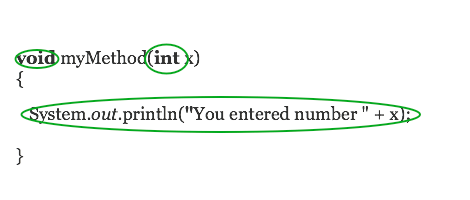 void myMethod(int x)
{
System.out.println("You entered number " + x);
}